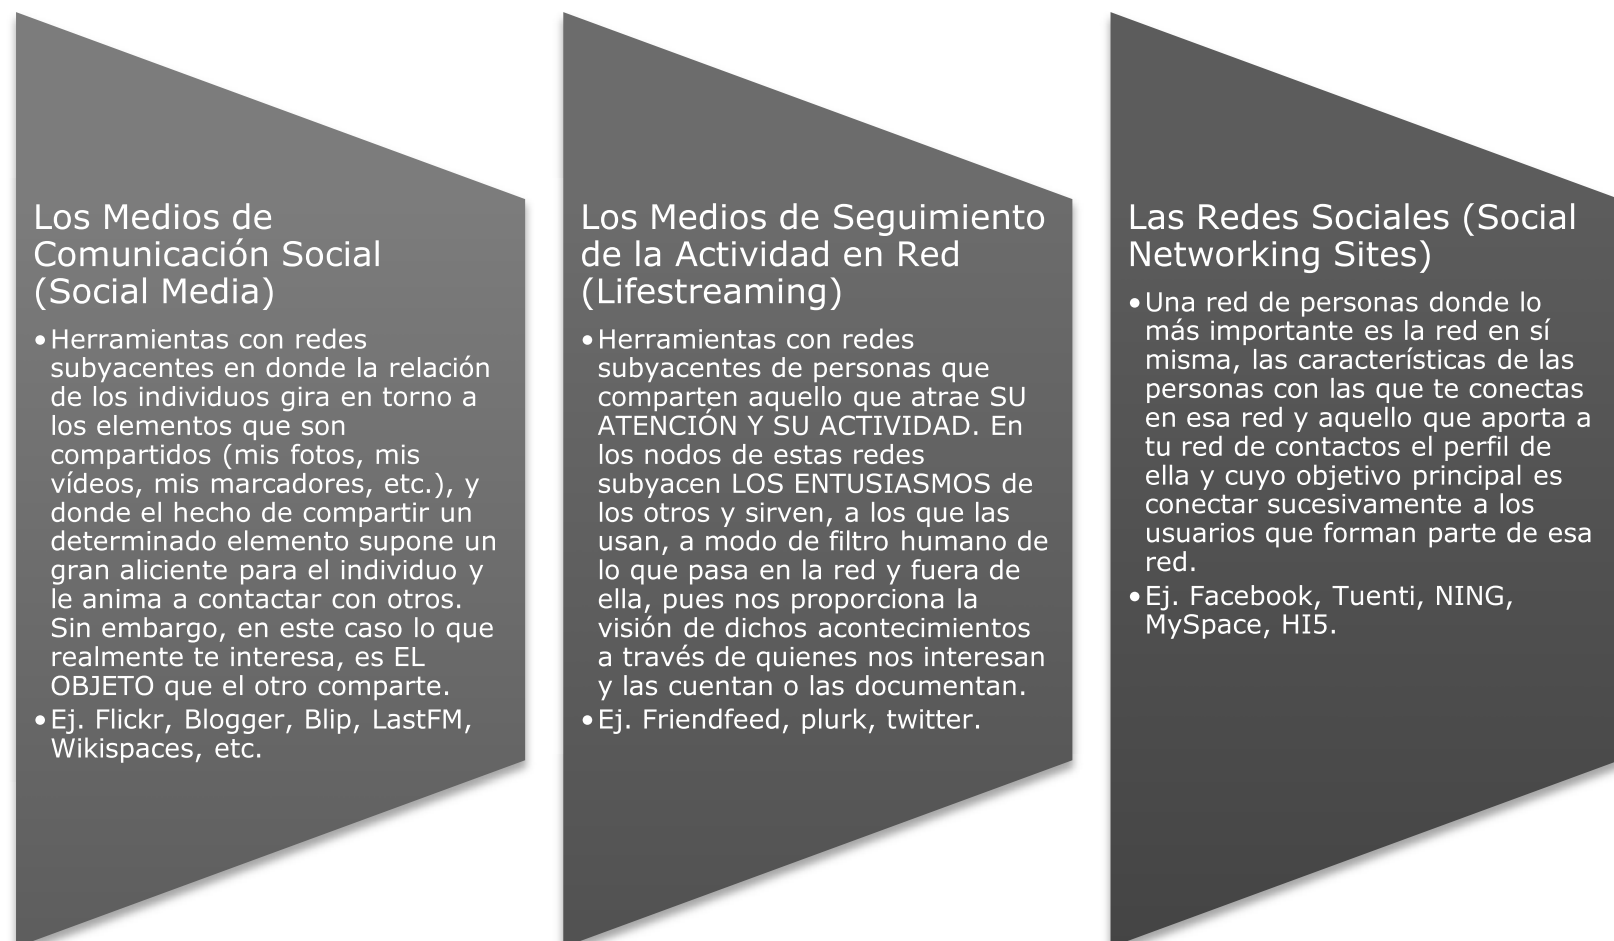 Los Medios de
Comunicación Social
(Social Media)
•Herramientas con redes
subyacentes en donde la relación
de los individuos gira en torno a
los elementos que son
compartidos (mis fotos, mis
vídeos, mis marcadores, etc.), y
donde el hecho de compartir un
determinado elemento supone un
gran aliciente para el individuo y
le anima a contactar con otros.
Sin embargo, en este caso lo que
realmente te interesa, es EL
OBJETO que el otro comparte.
•Ej. Flickr, Blogger, Blip, LastFM,
Wikispaces, etc.
Los Medios de Seguimiento
de la Actividad en Red
(Lifestreaming)
•Herramientas con redes
subyacentes de personas que
comparten aquello que atrae SU
ATENCIÓN Y SU ACTIVIDAD. En
los nodos de estas redes
subyacen LOS ENTUSIASMOS de
los otros y sirven, a los que las
usan, a modo de filtro humano de
lo que pasa en la red y fuera de
ella, pues nos proporciona la
visión de dichos acontecimientos
a través de quienes nos interesan
y las cuentan o las documentan.
•Ej. Friendfeed, plurk, twitter.
Las Redes Sociales (Social
Networking Sites)
•Una red de personas donde lo
más importante es la red en sí
misma, las características de las
personas con las que te conectas
en esa red y aquello que aporta a
tu red de contactos el perfil de
ella y cuyo objetivo principal es
conectar sucesivamente a los
usuarios que forman parte de esa
red.
•Ej. Facebook, Tuenti, NING,
MySpace, HI5.